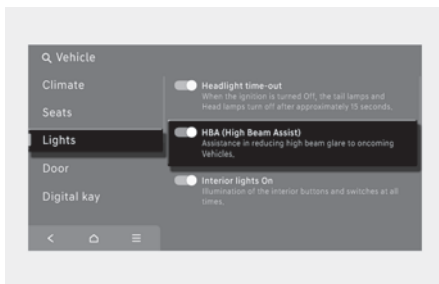 Vehicle
Climate
Seats
Lights
Door
Digital kay
Headlight time-out
When the ignition is turned Off, the tail lamps and
Head lamps turn off after approximately 15 seconds.
HBA (High Beam Assist)
Assistance in reducing high beam glare to oncoming
Vehicles,
Interior lights On
Illumination of the interior buttons and switches at all
times,